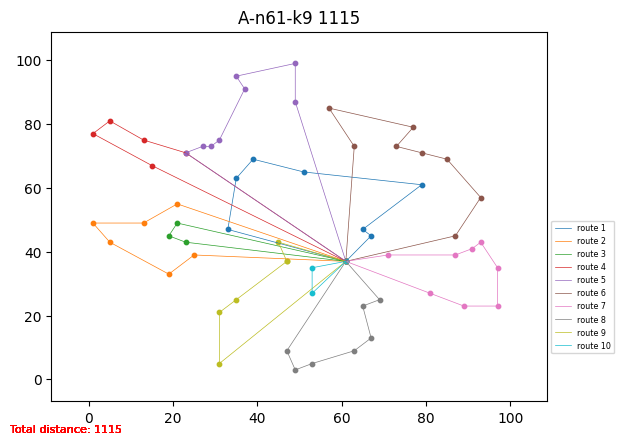 A-n61-k9 1115
100
80
60
40
20
0
0 20 40 60 80 100
route 1
route 2
route 3
route 4
route 5
route 6
route 7
route 8
route 9
route 10
Total distance: 1115